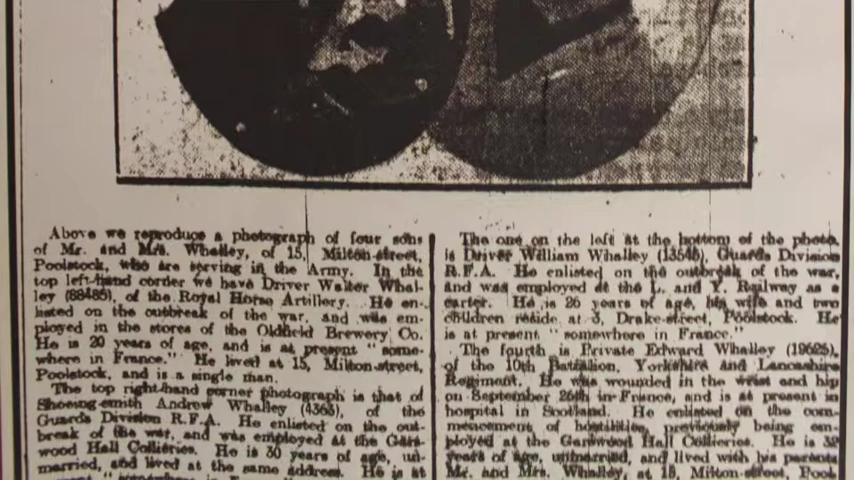 Above we reproduce a photograph of four sons
of Mr. and Mrs. Whalley, of 15, Milton-street,
Poolstock, who are serving in the Army. In the
top left-hand corner we have Driver Walter Whal-
ley (88485), of the Royal Horse Artillery. He en-
listed on the outbreak of the war, and was em-
ployed in the stores of the Oldfield Brewery Co.
He is 20 years of age, and is at present "some-
where in France." He lived at 15, Milton-street,
Poolstock, and is a single man.
The top right-hand corner photograph is that of
Shoeing-smith Andrew Whalley (4365), of the
Guards Division R.F.A. He enlisted on the out-
break of the war, and was employed at the Gars-
wood Hall Collieries. He is 30 years of age, un-
married, and lived at the same address. He is at
The one on the left at the bottom of the photo.
is Driver William Whalley Guards Division
R.F.A. He enlisted on the outbreak of the war,
and was employed at the L. and Y. Railway as a
carter. He is 26 years of age, his wife and two
children reside at 3, Drake-street, Poolstock. He
is at present "somewhere in France."
The fourth is Private Edward Whalley (19625),
of the 10th Battalion, Yorkshire and Lancashire
Regiment. He was wounded in the wrist and hip
on September 26th in France, and is at present in
hospital in Scotland. He enlisted on the com-
mencement of hostilities, previously being em-
ployed at the Garswood Hall Collieries. He is
years of age, unmarried, and lived with his parents
Mr. and Mrs. Whalley, at 15, Milton-street, Pool